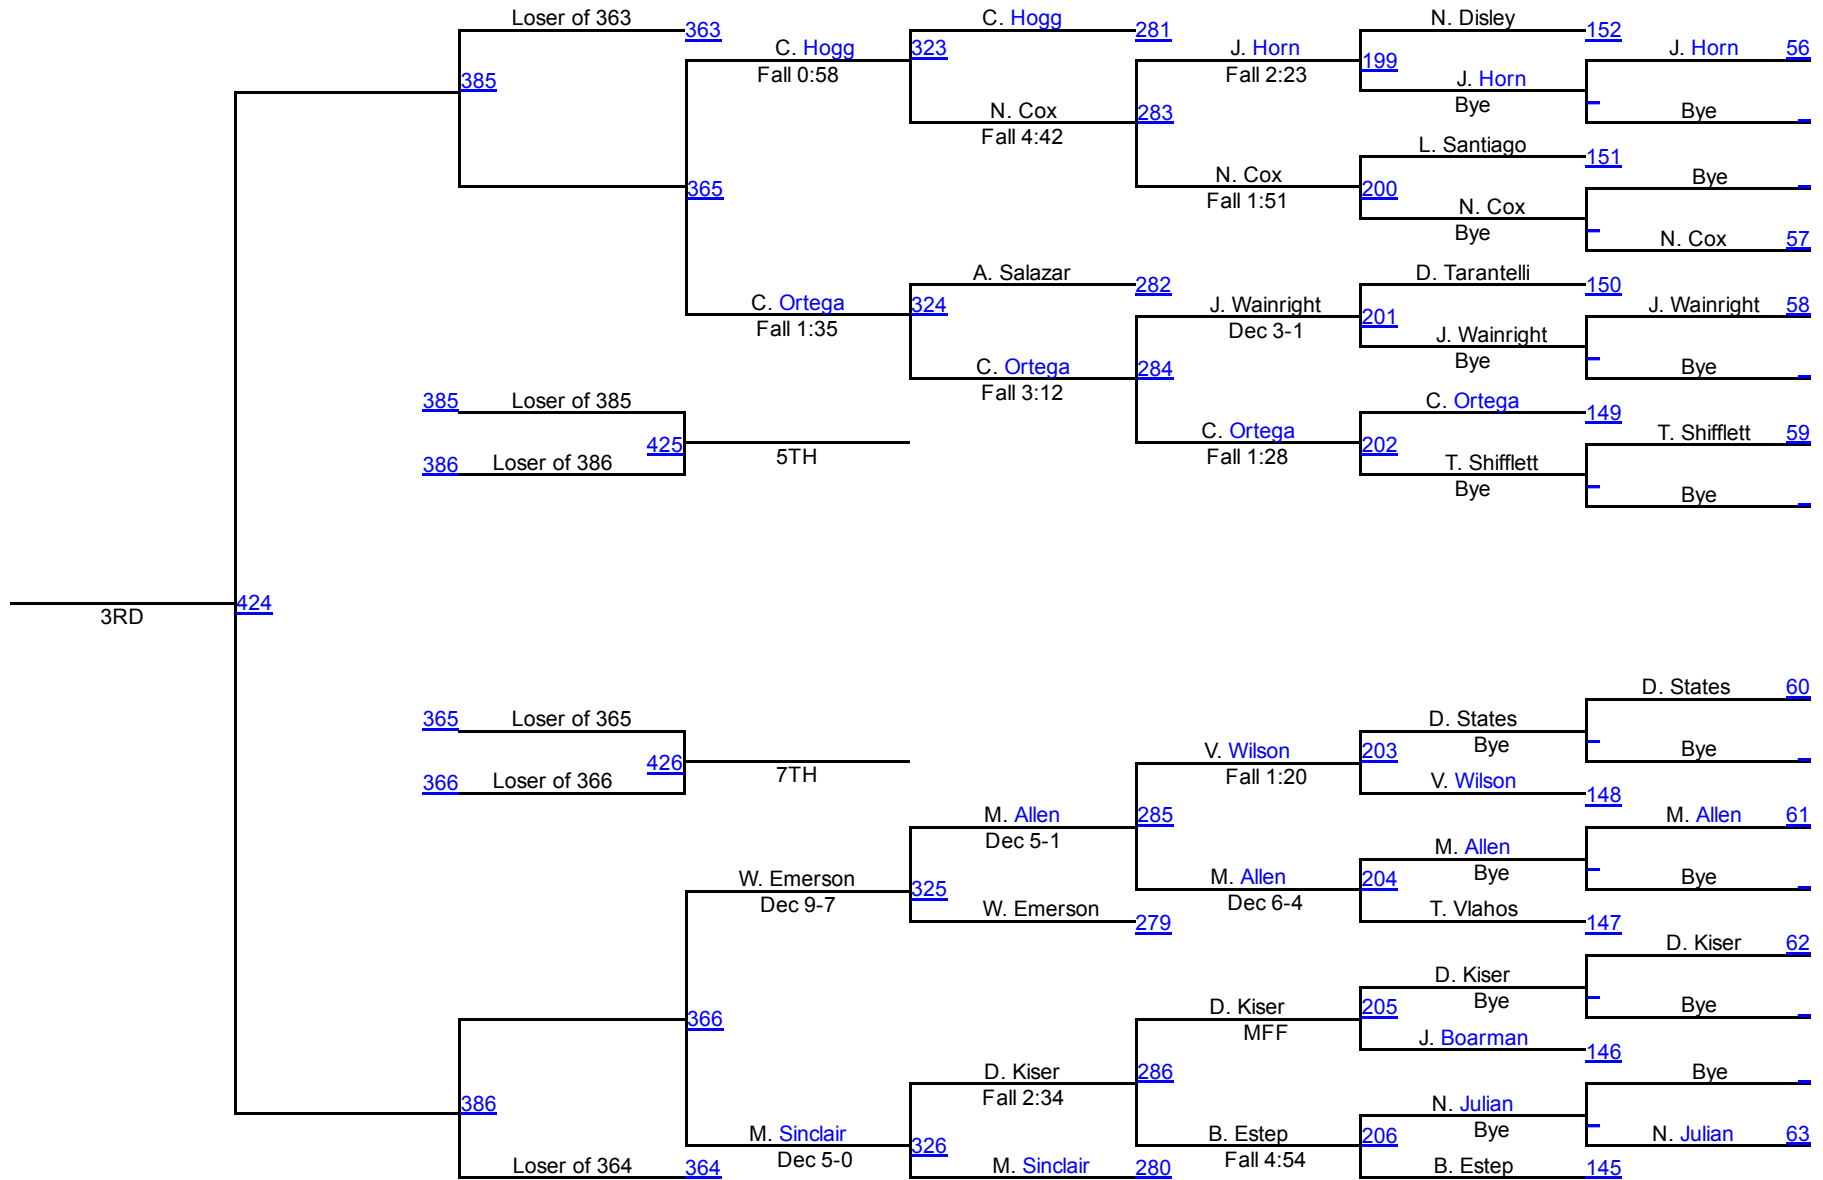 Loser of 363
363
C. Hogg
281
N. Disley
152
C. Hogg
Fall 0:58
323
J. Horn
Fall 2:23
199
J. Horn
56
385
J. Horn
Bye
N. Cox
Fall 4:42
283
Bye
L. Santiago
151
365
N. Cox
Fall 1:51
200
Bye
N. Cox
Bye
N. Cox
57
A. Salazar
282
D. Tarantelli
150
C. Ortega
Fall 1:35
324
J. Wainright
Dec 3-1
201
J. Wainright
58
J. Wainright
Bye
C. Ortega
Fall 3:12
284
Bye
385
Loser of 385
C. Ortega
149
425
5TH
C. Ortega
Fall 1:28
202
T. Shifflett
59
386
Loser of 386
T. Shifflett
Bye
Bye
3RD
424
D. States
60
365
Loser of 365
D. States
Bye
426
7TH
V. Wilson
Fall 1:20
203
Bye
366
Loser of 366
V. Wilson
148
M. Allen
Dec 5-1
285
M. Allen
61
M. Allen
Bye
W. Emerson
Dec 9-7
325
M. Allen
Dec 6-4
204
Bye
W. Emerson
279
T. Vlahos
147
D. Kiser
62
D. Kiser
Bye
366
D. Kiser
MFF
205
Bye
J. Boarman
146
D. Kiser
Fall 2:34
286
Bye
386
N. Julian
Bye
M. Sinclair
Dec 5-0
326
B. Estep
Fall 4:54
206
N. Julian
63
Loser of 364
364
M. Sinclair
280
B. Estep
145